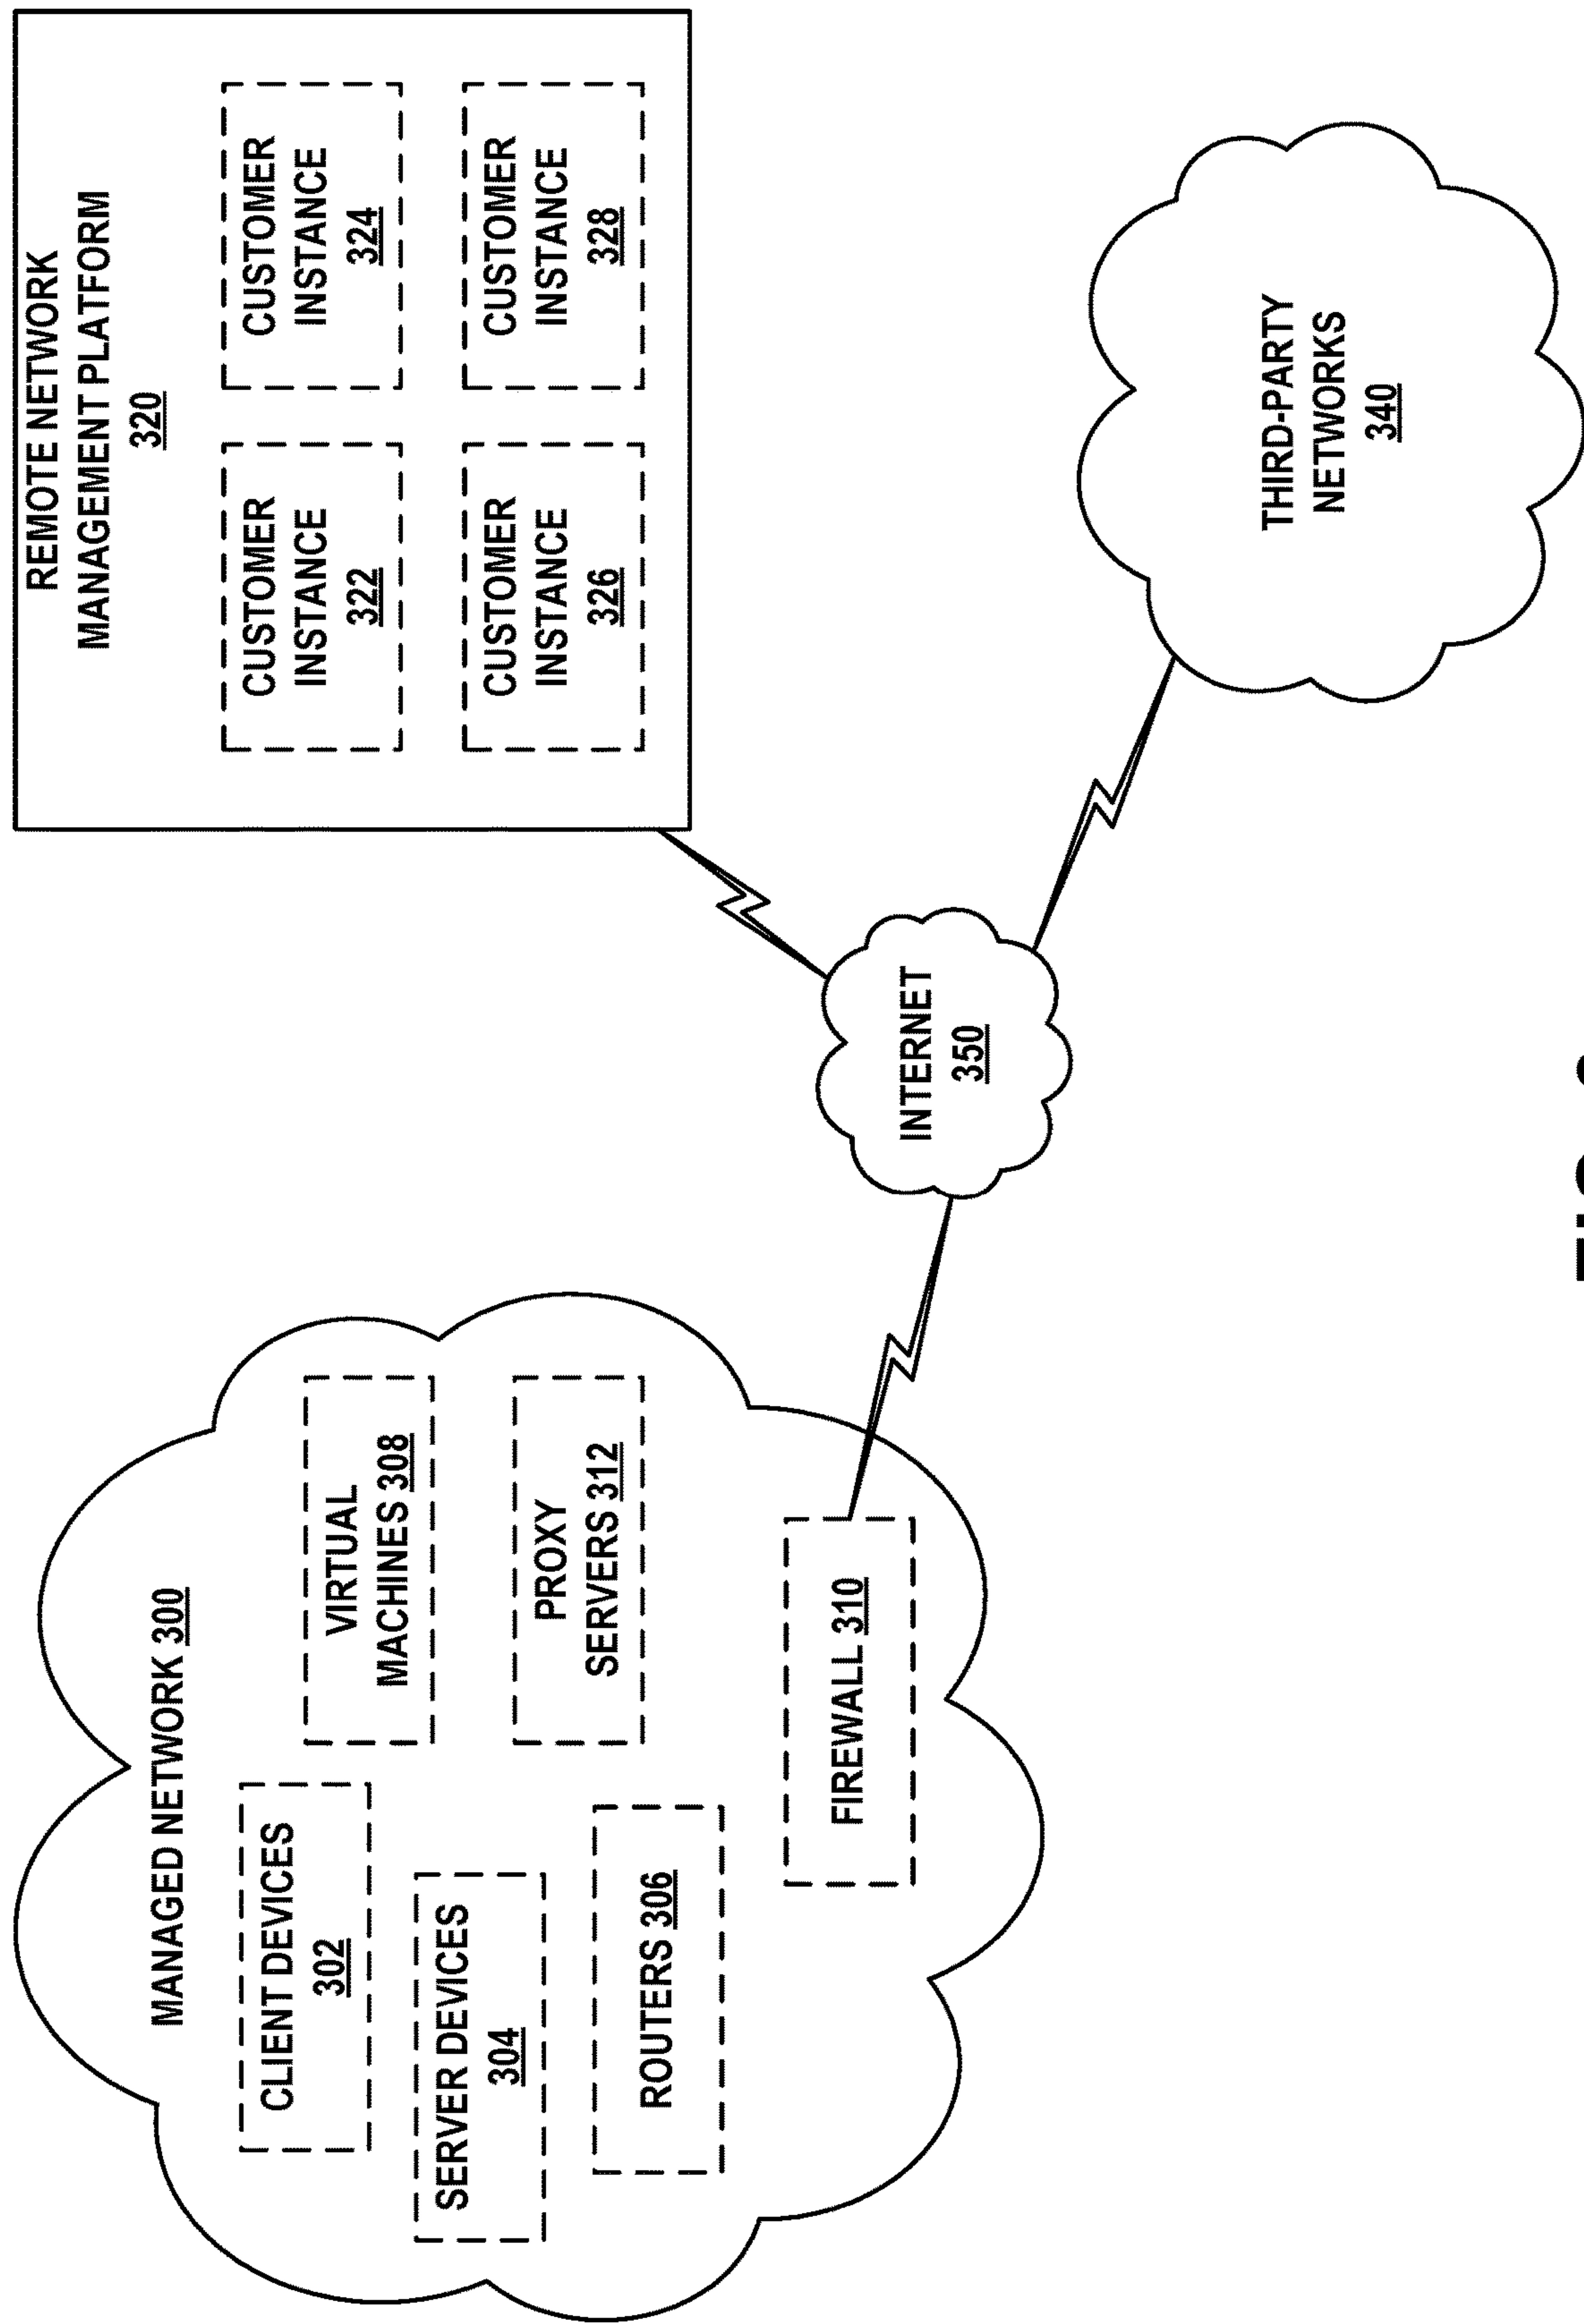 MANAGED NETWORK 300
CLIENT DEVICES
302
SERVER DEVICES
304
ROUTERS 306
VIRTUAL
MACHINES 308
PROXY
SERVERS 312
FIREWALL 310
INTERNET
350
REMOTE NETWORK
MANAGEMENT PLATFORM
320
CUSTOMER
INSTANCE
322
CUSTOMER
INSTANCE
324
CUSTOMER
INSTANCE
326
CUSTOMER
INSTANCE
328
THIRD-PARTY
NETWORKS
340